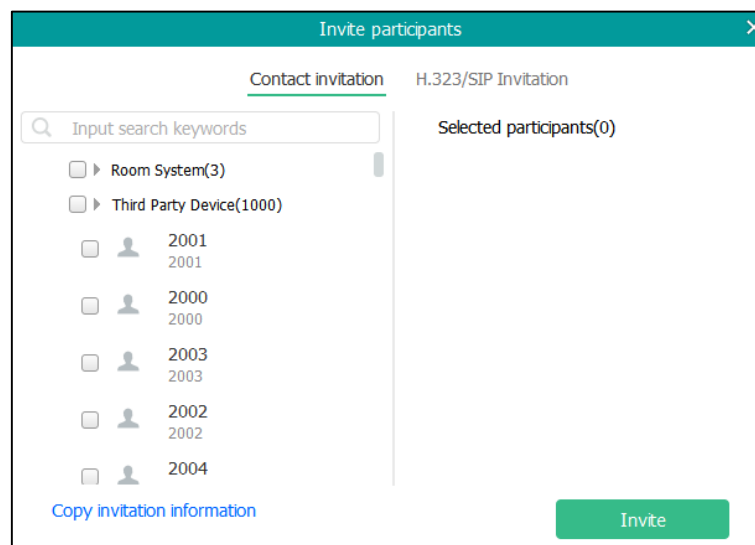 Invite participants
Contact invitation
H.323/SIP Invitation
Input search keywords
Selected participants(0)
Room System(3)
Third Party Device(1000)
2001
2001
2000
2000
2003
2003
2002
2002
2004
Copy invitation information
Invite